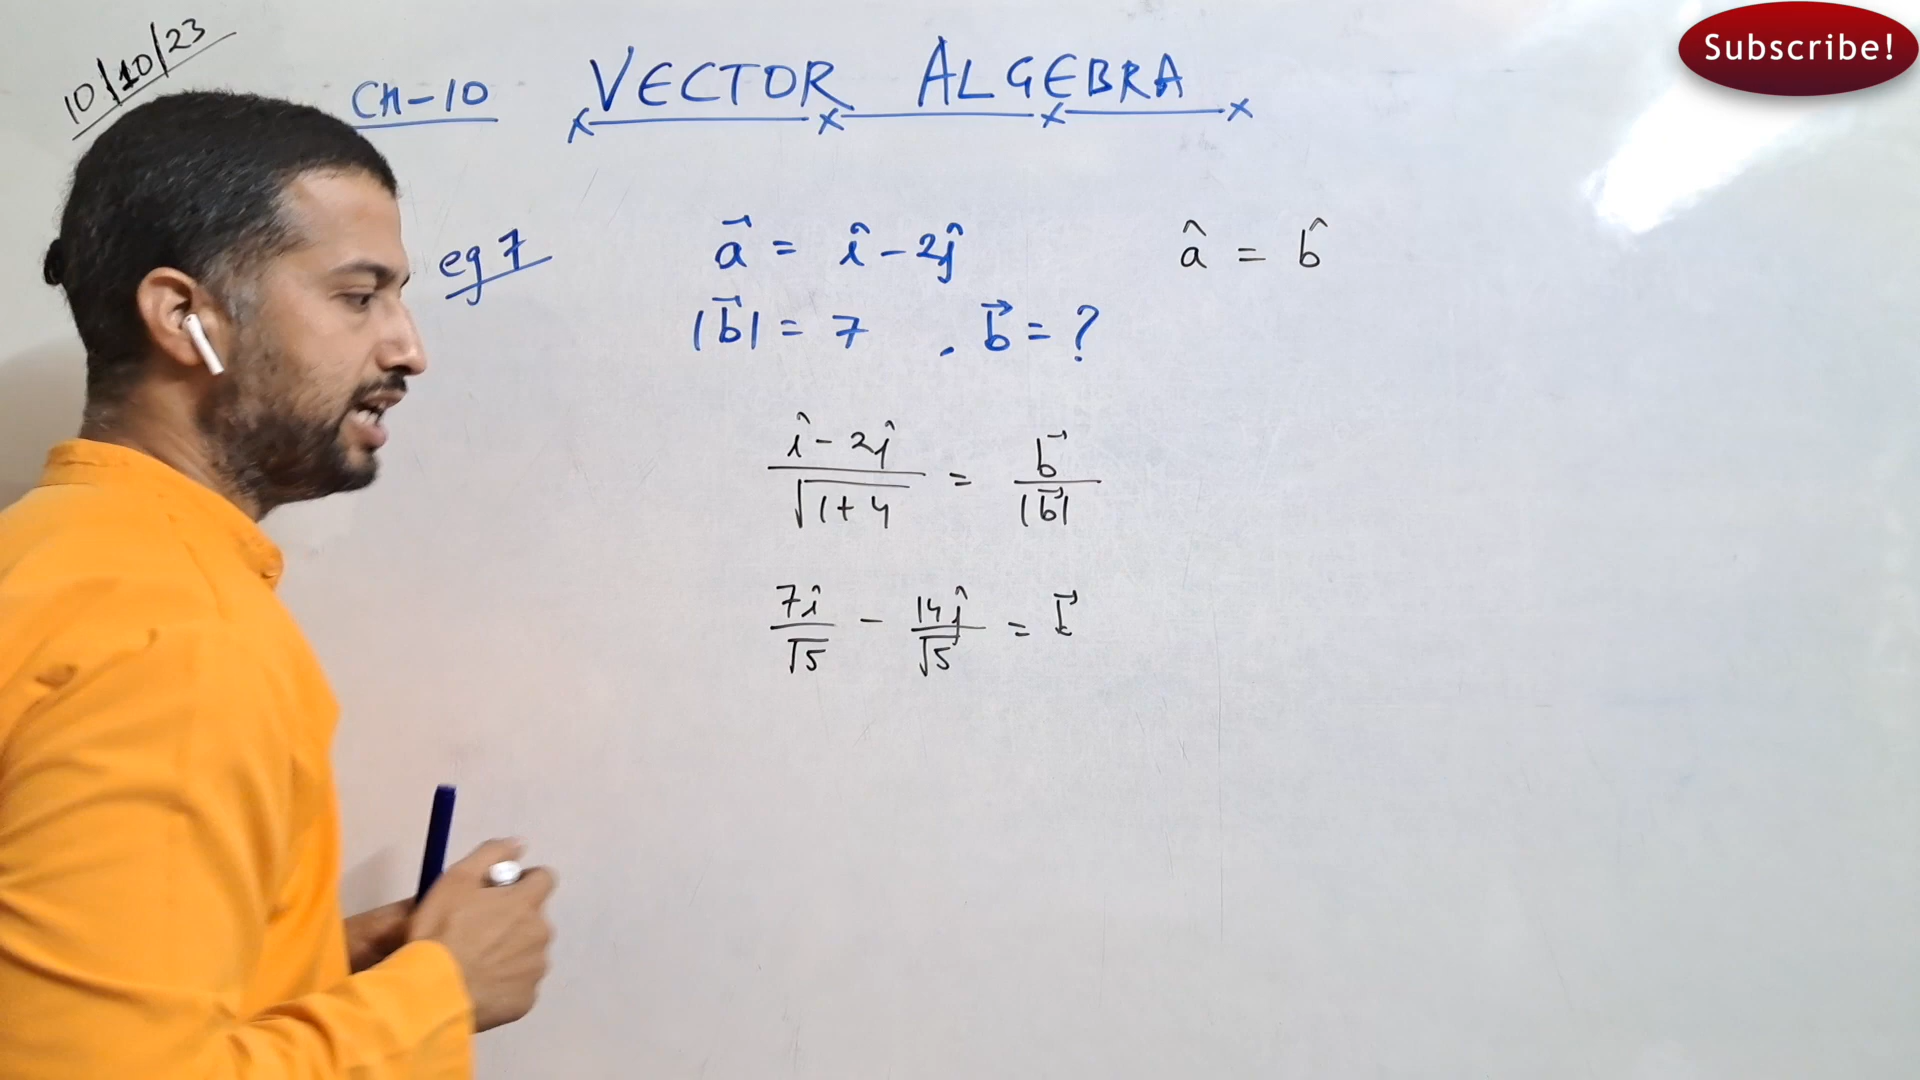 10/10/23
Subscribe!
Ch-10 VECTOR ALGEBRA
eg 7 a⃗ = î - 2ĵ â = b̂
|b⃗| = 7 , b⃗ = ?
î - 2ĵ / √1+4 = b⃗ / |b⃗|
7î/√5 - 14ĵ/√5 = b⃗